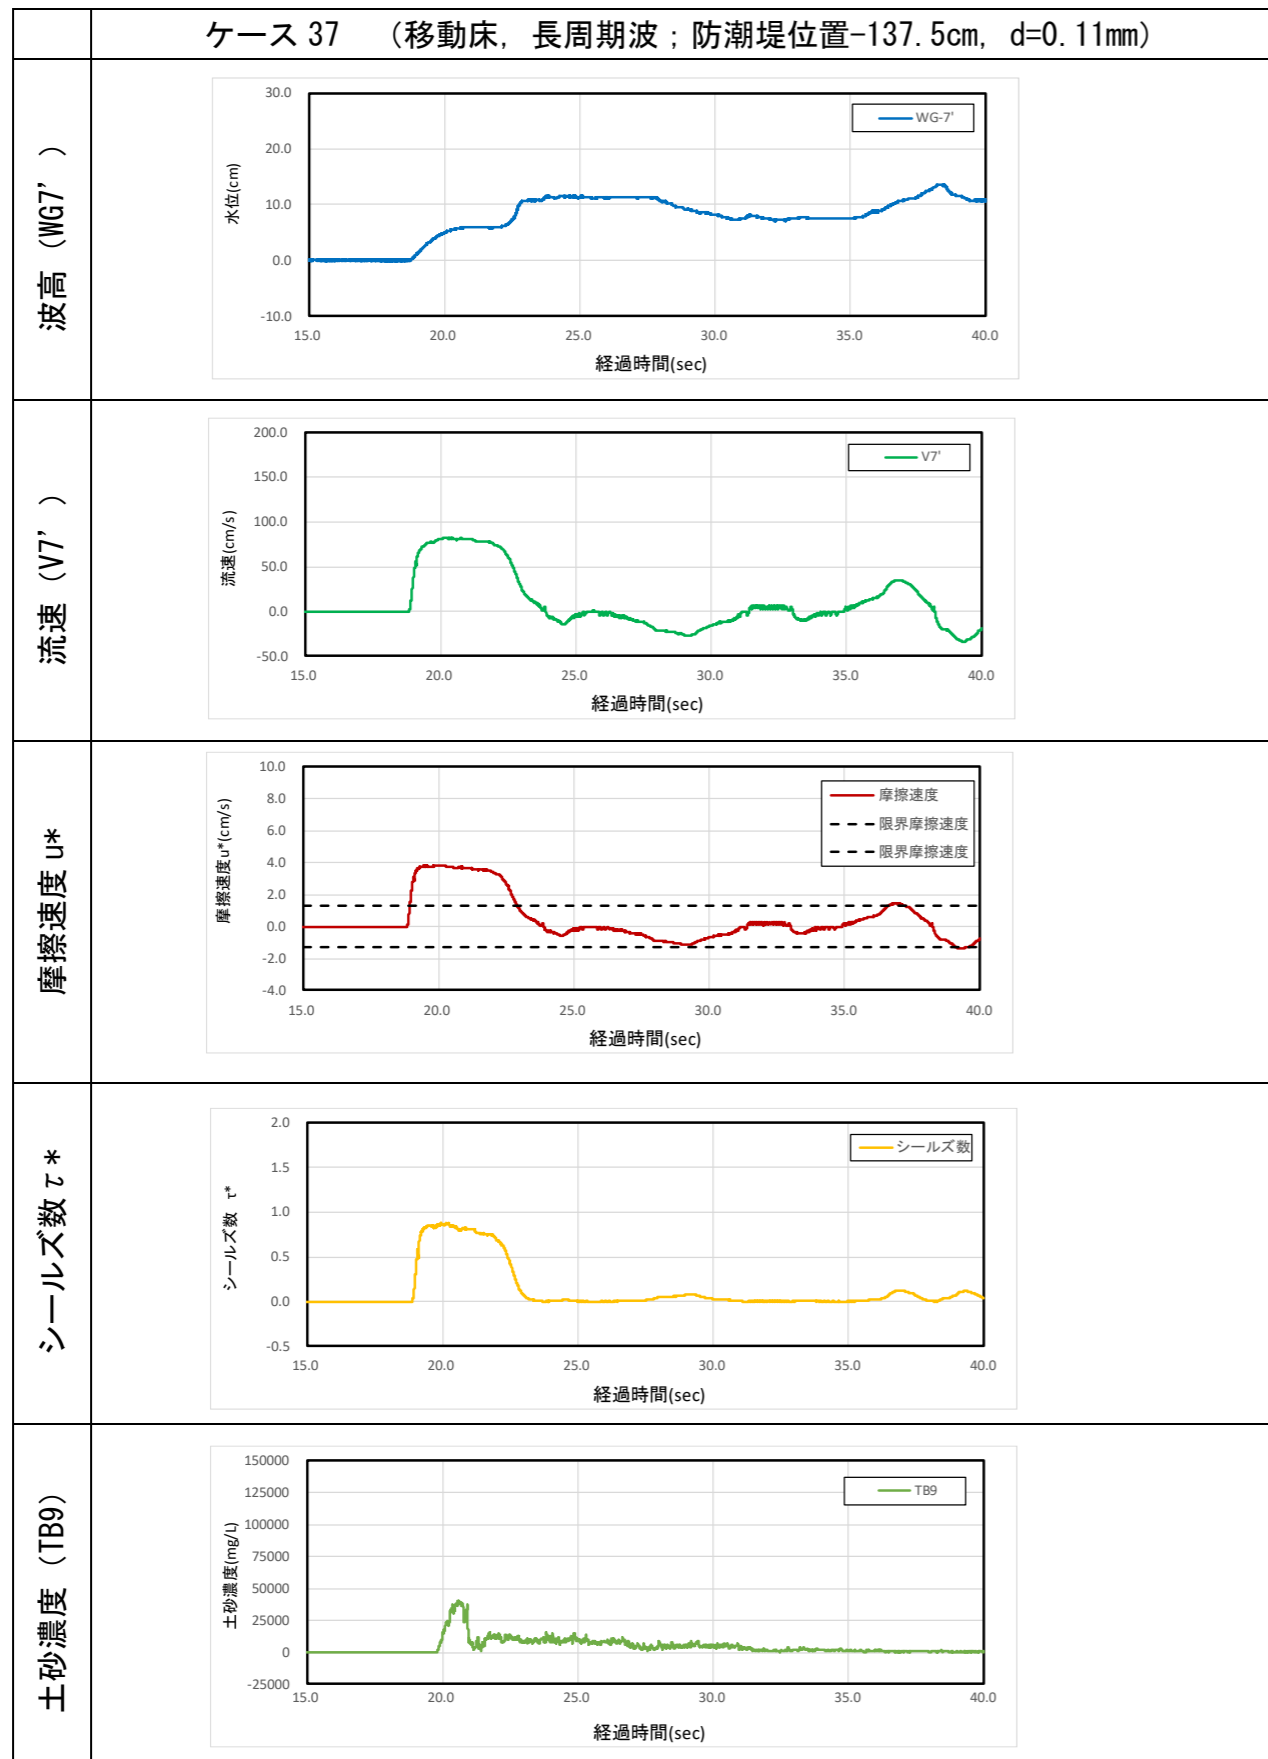 ケース 37　（移動床, 長周期波；防潮堤位置-137.5cm, d=0.11mm）
波高（WG7’）
30.0
20.0
10.0
0.0
-10.0
水位(cm)
WG-7'
15.0 20.0 25.0 30.0 35.0 40.0
経過時間(sec)
流速（V7’）
200.0
150.0
100.0
50.0
0.0
-50.0
流速(cm/s)
V7'
15.0 20.0 25.0 30.0 35.0 40.0
経過時間(sec)
摩擦速度 u*
10.0
8.0
6.0
4.0
2.0
0.0
-2.0
-4.0
摩擦速度u*(cm/s)
摩擦速度
限界摩擦速度
限界摩擦速度
15.0 20.0 25.0 30.0 35.0 40.0
経過時間(sec)
シールズ数 τ*
2.0
1.5
1.0
0.5
0.0
-0.5
シールズ数 τ*
シールズ数
15.0 20.0 25.0 30.0 35.0 40.0
経過時間(sec)
土砂濃度（TB9）
150000
125000
100000
75000
50000
25000
0
-25000
土砂濃度(mg/L)
TB9
15.0 20.0 25.0 30.0 35.0 40.0
経過時間(sec)